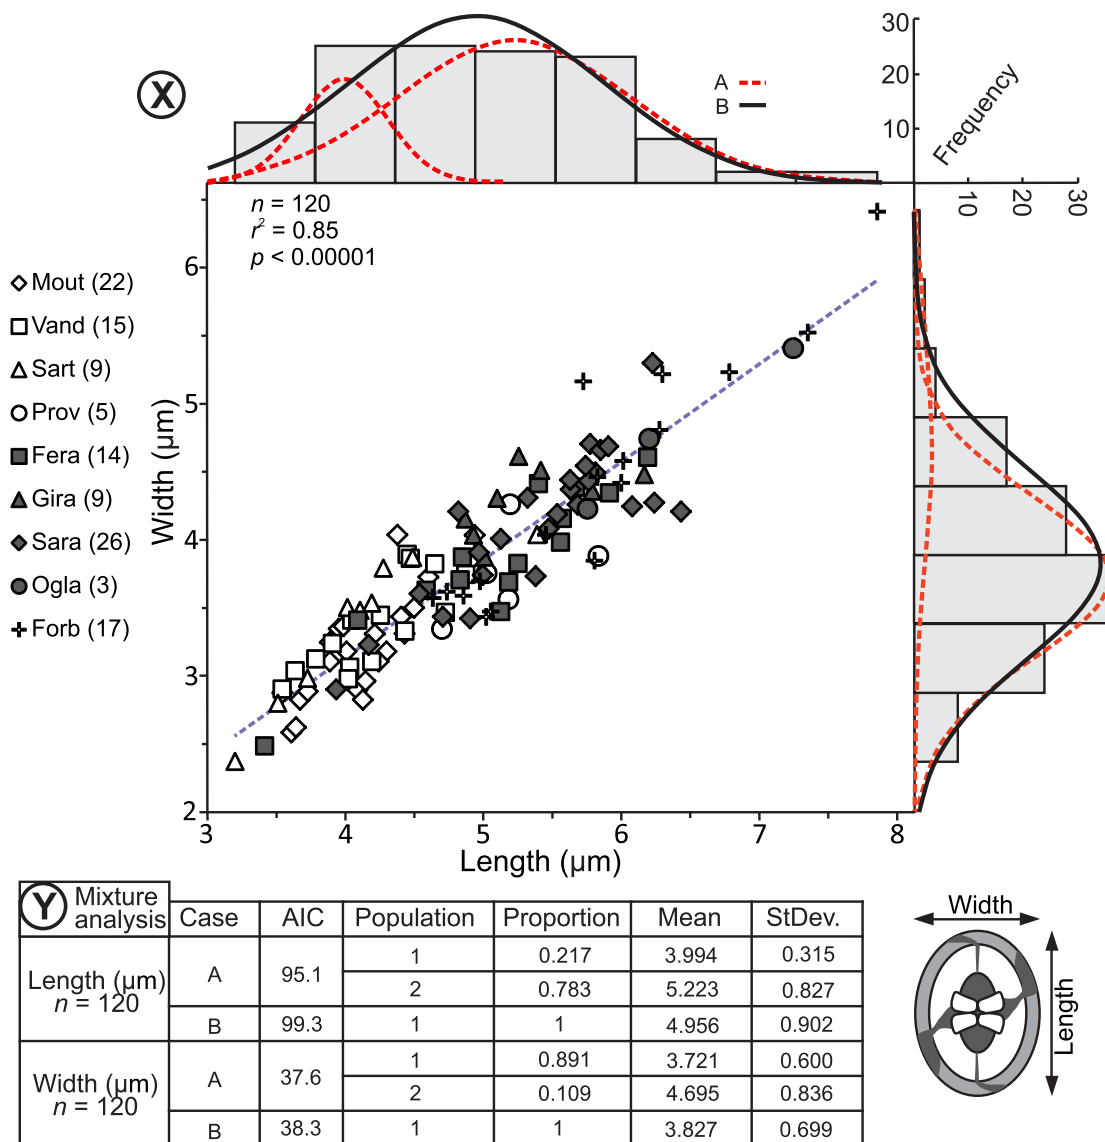 X
A
B
30
20
10
Frequency
10
20
30
n = 120
r² = 0.85
p < 0.00001
Mout (22)
Vand (15)
Sart (9)
Prov (5)
Fera (14)
Gira (9)
Sara (26)
Ogla (3)
Forb (17)
Width (µm)
6
5
4
3
2
3 4 5 6 7 8
Length (µm)
Y Mixture analysis
Case AIC Population Proportion Mean StDev.
Length (µm)
n = 120
A 95.1 1 0.217 3.994 0.315
2 0.783 5.223 0.827
B 99.3 1 1 4.956 0.902
Width (µm)
n = 120
A 37.6 1 0.891 3.721 0.600
2 0.109 4.695 0.836
B 38.3 1 1 3.827 0.699
Width
Length